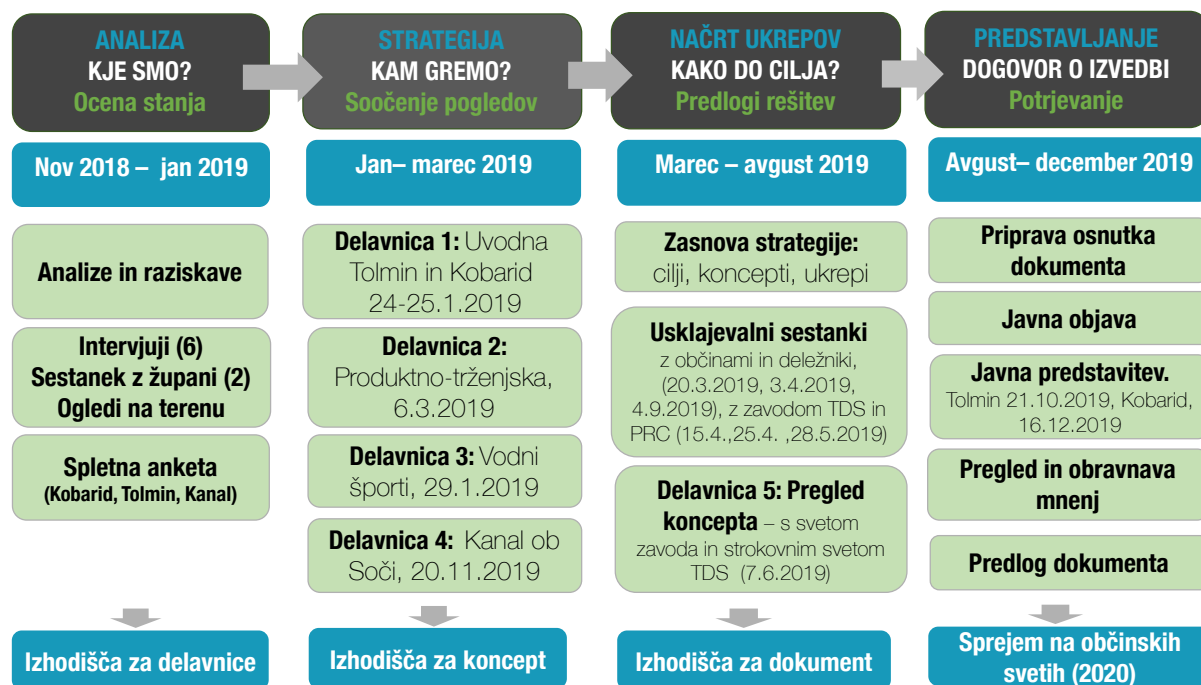 ANALIZA
KJE SMO?
Ocena stanja
STRATEGIJA
KAM GREMO?
Soočenje pogledov
NAČRT UKREPOV
KAKO DO CILJA?
Predlogi rešitev
PREDSTAVLJANJE
DOGOVOR O IZVEDBI
Potrjevanje
Nov 2018 – jan 2019
Jan– marec 2019
Marec – avgust 2019
Avgust– december 2019
Analize in raziskave
Intervjuji (6)
Sestanek z župani (2)
Ogledi na terenu
Spletna anketa
(Kobarid, Tolmin, Kanal)
Delavnica 1: Uvodna
Tolmin in Kobarid
24-25.1.2019
Delavnica 2:
Produktno-trženjska,
6.3.2019
Delavnica 3: Vodni
športi, 29.1.2019
Delavnica 4: Kanal ob
Soči, 20.11.2019
Zasnova strategije:
cilji, koncepti, ukrepi
Usklajevalni sestanki
z občinami in deležniki,
(20.3.2019, 3.4.2019,
4.9.2019), z zavodom TDS in
PRC (15.4.,25.4. ,28.5.2019)
Delavnica 5: Pregled
koncepta – s svetom
zavoda in strokovnim svetom
TDS (7.6.2019)
Priprava osnutka
dokumenta
Javna objava
Javna predstavitev.
Tolmin 21.10.2019, Kobarid,
16.12.2019
Pregled in obravnava
mnenj
Predlog dokumenta
Izhodišča za delavnice
Izhodišča za koncept
Izhodišča za dokument
Sprejem na občinskih
svetih (2020)